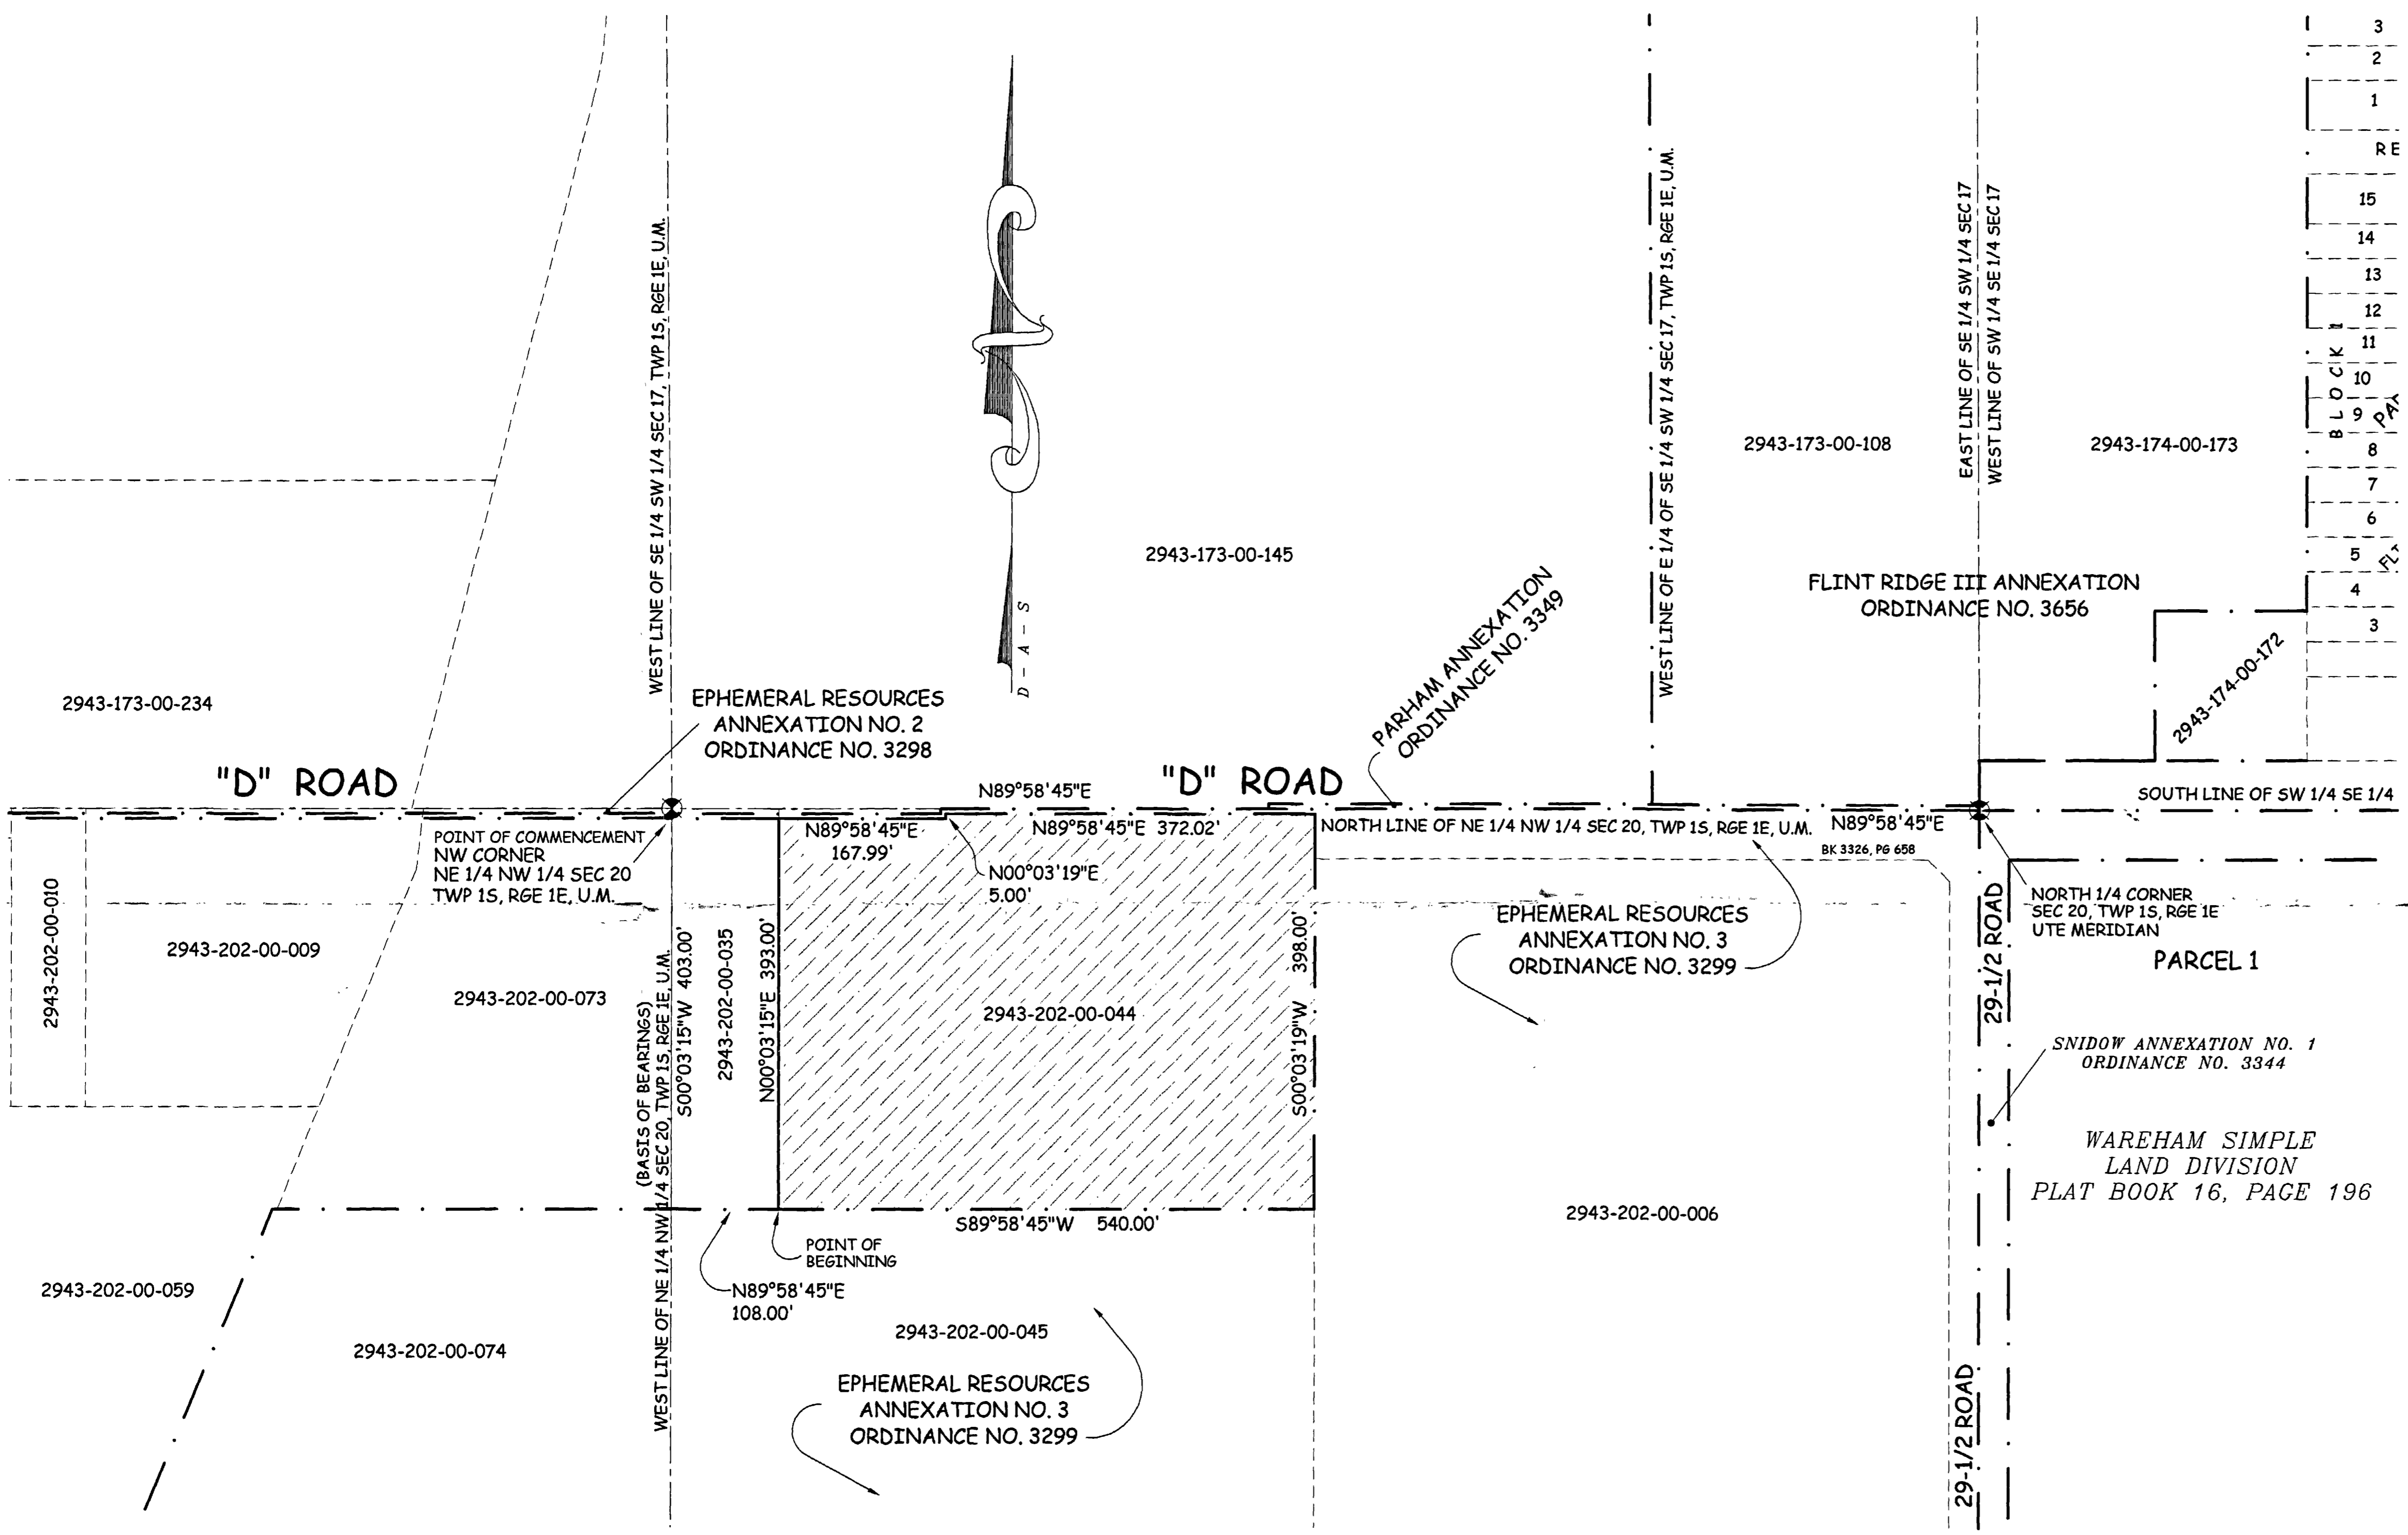 3
2
1
RE
15
14
13
12
11
10
9
8
7
6
5
4
3
BLOCK 1
WEST LINE OF SE 1/4 SW 1/4 SEC 17, TWP 1S, RGE 1E, U.M.
D-A-S
WEST LINE OF E 1/4 OF SE 1/4 SW 1/4 SEC 17, TWP 1S, RGE 1E, U.M.
EAST LINE OF SE 1/4 SW 1/4 SEC 17
WEST LINE OF SW 1/4 SE 1/4 SEC 17
2943-173-00-108
2943-174-00-173
2943-173-00-145
FLINT RIDGE III ANNEXATION
ORDINANCE NO. 3656
PARHAM ANNEXATION
ORDINANCE NO. 3349
2943-174-00-172
2943-173-00-234
EPHEMERAL RESOURCES
ANNEXATION NO. 2
ORDINANCE NO. 3298
"D" ROAD
"D" ROAD
N89°58'45"E
SOUTH LINE OF SW 1/4 SE 1/4
POINT OF COMMENCEMENT
NW CORNER
NE 1/4 NW 1/4 SEC 20
TWP 1S, RGE 1E, U.M.
N89°58'45"E
167.99'
N89°58'45"E 372.02'
NORTH LINE OF NE 1/4 NW 1/4 SEC 20, TWP 1S, RGE 1E, U.M.
N89°58'45"E
BK 3326, PG 658
N00°03'19"E
5.00'
NORTH 1/4 CORNER
SEC 20, TWP 1S, RGE 1E
UTE MERIDIAN
2943-202-00-010
2943-202-00-009
2943-202-00-073
(BASIS OF BEARINGS)
WEST LINE OF NE 1/4 NW 1/4 SEC 20, TWP 1S, RGE 1E, U.M.
S00°03'15"W 403.00'
2943-202-00-035
N00°03'15"E 393.00'
2943-202-00-044
S00°03'19"W 398.00'
EPHEMERAL RESOURCES
ANNEXATION NO. 3
ORDINANCE NO. 3299
29-1/2 ROAD
PARCEL 1
SNIDOW ANNEXATION NO. 1
ORDINANCE NO. 3344
WAREHAM SIMPLE
LAND DIVISION
PLAT BOOK 16, PAGE 196
2943-202-00-006
S89°58'45"W 540.00'
POINT OF
BEGINNING
N89°58'45"E
108.00'
2943-202-00-059
2943-202-00-074
2943-202-00-045
EPHEMERAL RESOURCES
ANNEXATION NO. 3
ORDINANCE NO. 3299
29-1/2 ROAD